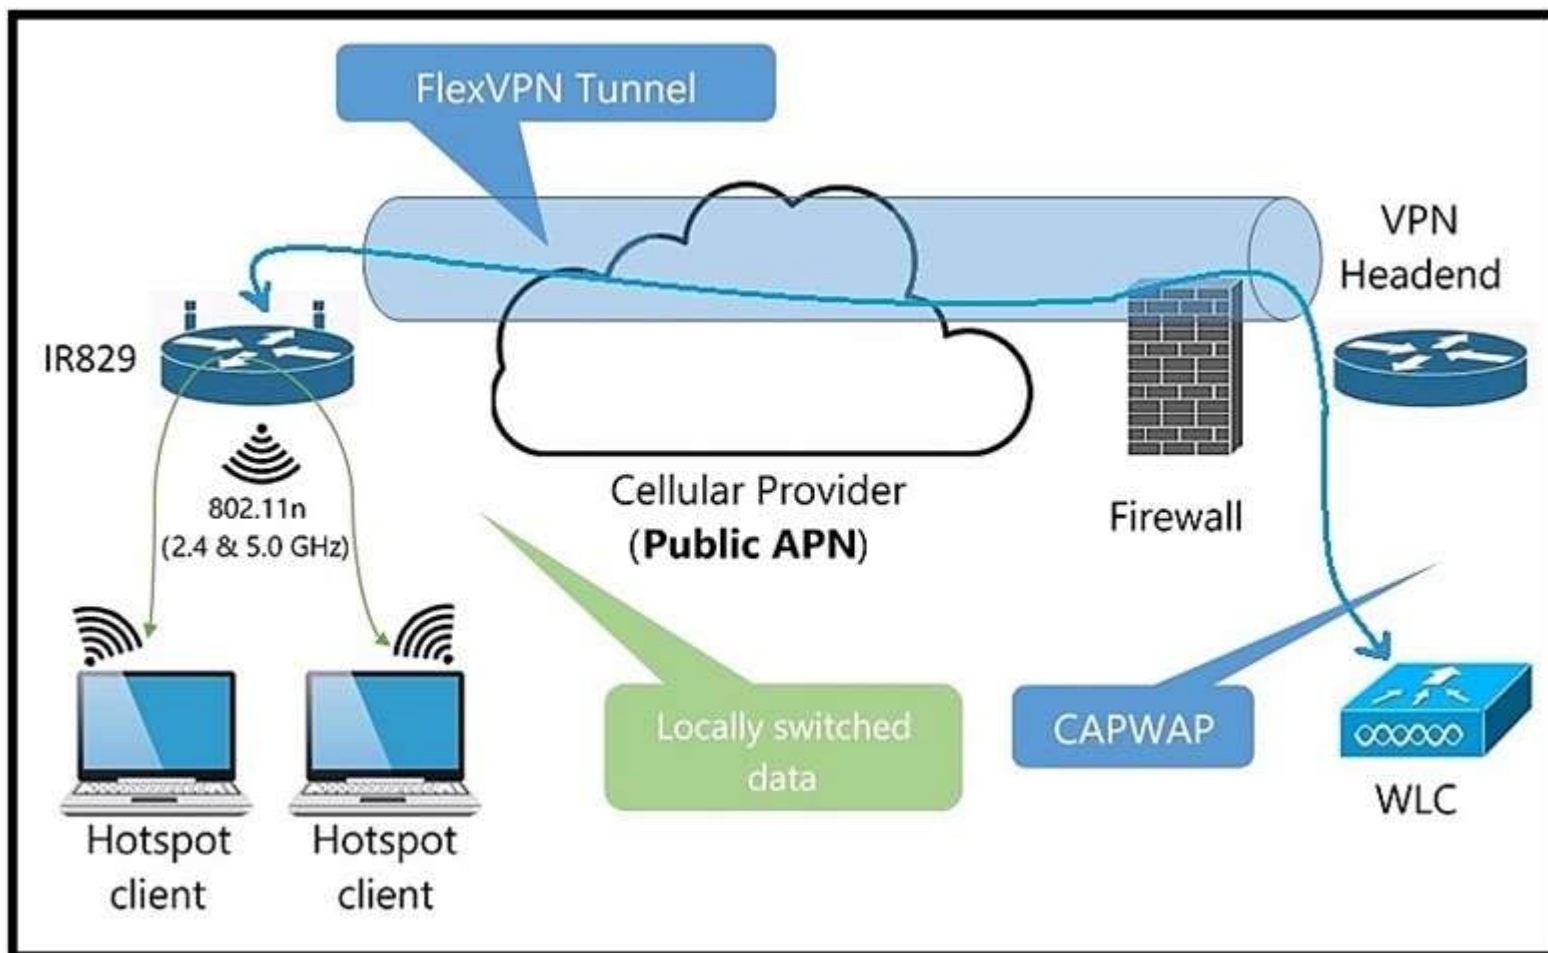 FlexVPN Tunnel
VPN
Headend
IR829
802.11n
(2.4 & 5.0 GHz)
Cellular Provider
(Public APN)
Firewall
Locally switched
data
CAPWAP
WLC
Hotspot
client
Hotspot
client